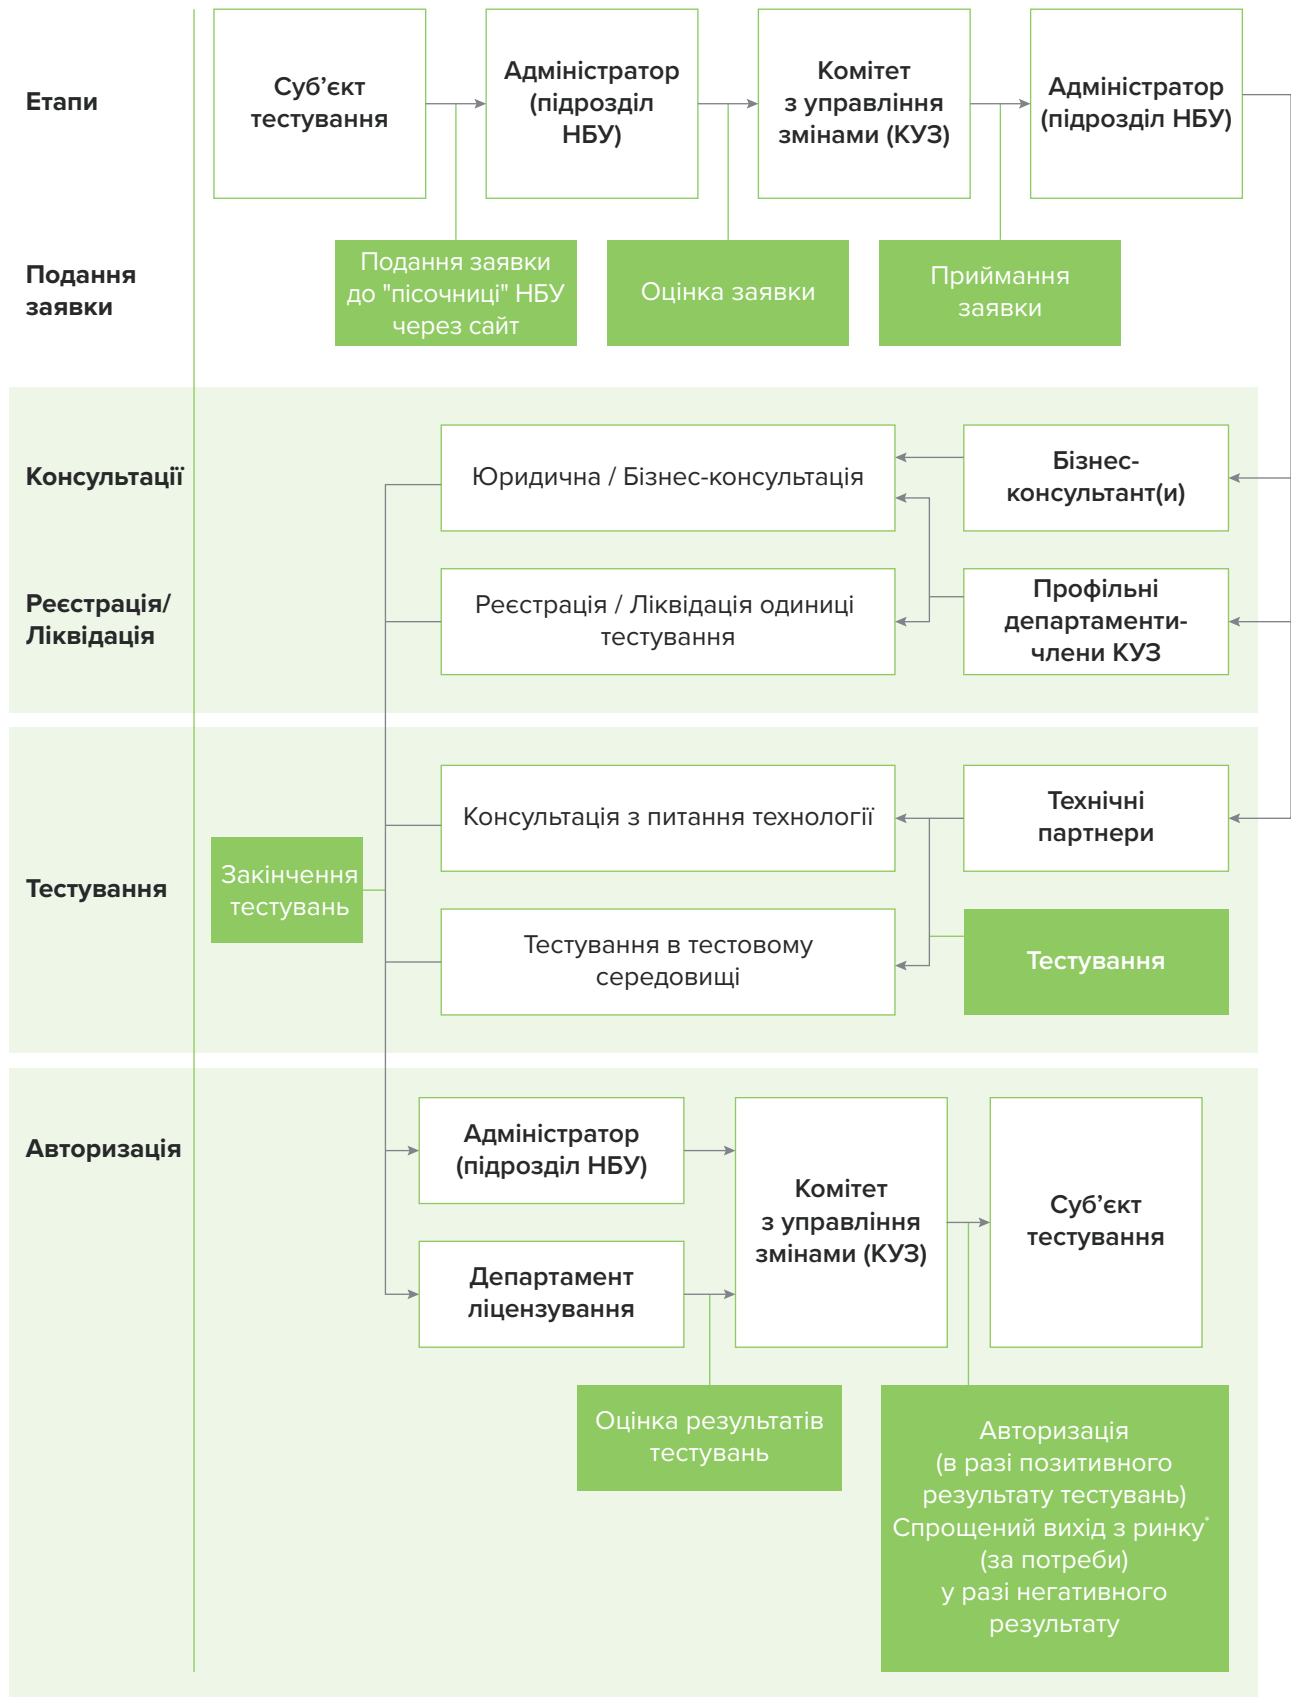 Етапи
Суб’єкт
тестування
Адміністратор
(підрозділ
НБУ)
Комітет
з управління
змінами (КУЗ)
Адміністратор
(підрозділ НБУ)
Подання
заявки
Подання заявки
до "пісочниці" НБУ
через сайт
Оцінка заявки
Приймання
заявки
Консультації
Юридична / Бізнес-консультація
Бізнес-
консультант(и)
Реєстрація/
Ліквідація
Реєстрація / Ліквідація одиниці
тестування
Профільні
департаменти-
члени КУЗ
Тестування
Закінчення
тестувань
Консультація з питання технології
Технічні
партнери
Тестування в тестовому
середовищі
Тестування
Авторизація
Адміністратор
(підрозділ НБУ)
Департамент
ліцензування
Комітет
з управління
змінами (КУЗ)
Суб’єкт
тестування
Оцінка результатів
тестувань
Авторизація
(в разі позитивного
результату тестувань)
Спрощений вихід з ринку*
(за потреби)
у разі негативного
результату